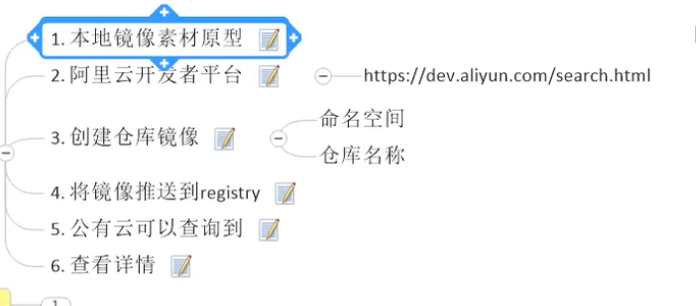 1. 本地镜像素材原型
2. 阿里云开发者平台
https://dev.aliyun.com/search.html
3. 创建仓库镜像
命名空间
仓库名称
4. 将镜像推送到registry
5. 公有云可以查询到
6. 查看详情
1